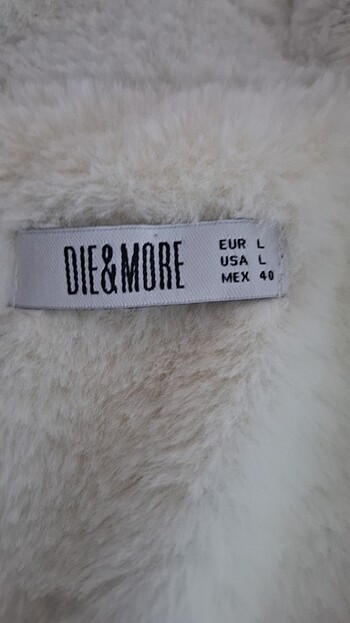 DIE&MORE
EUR L
USA L
MEX 40